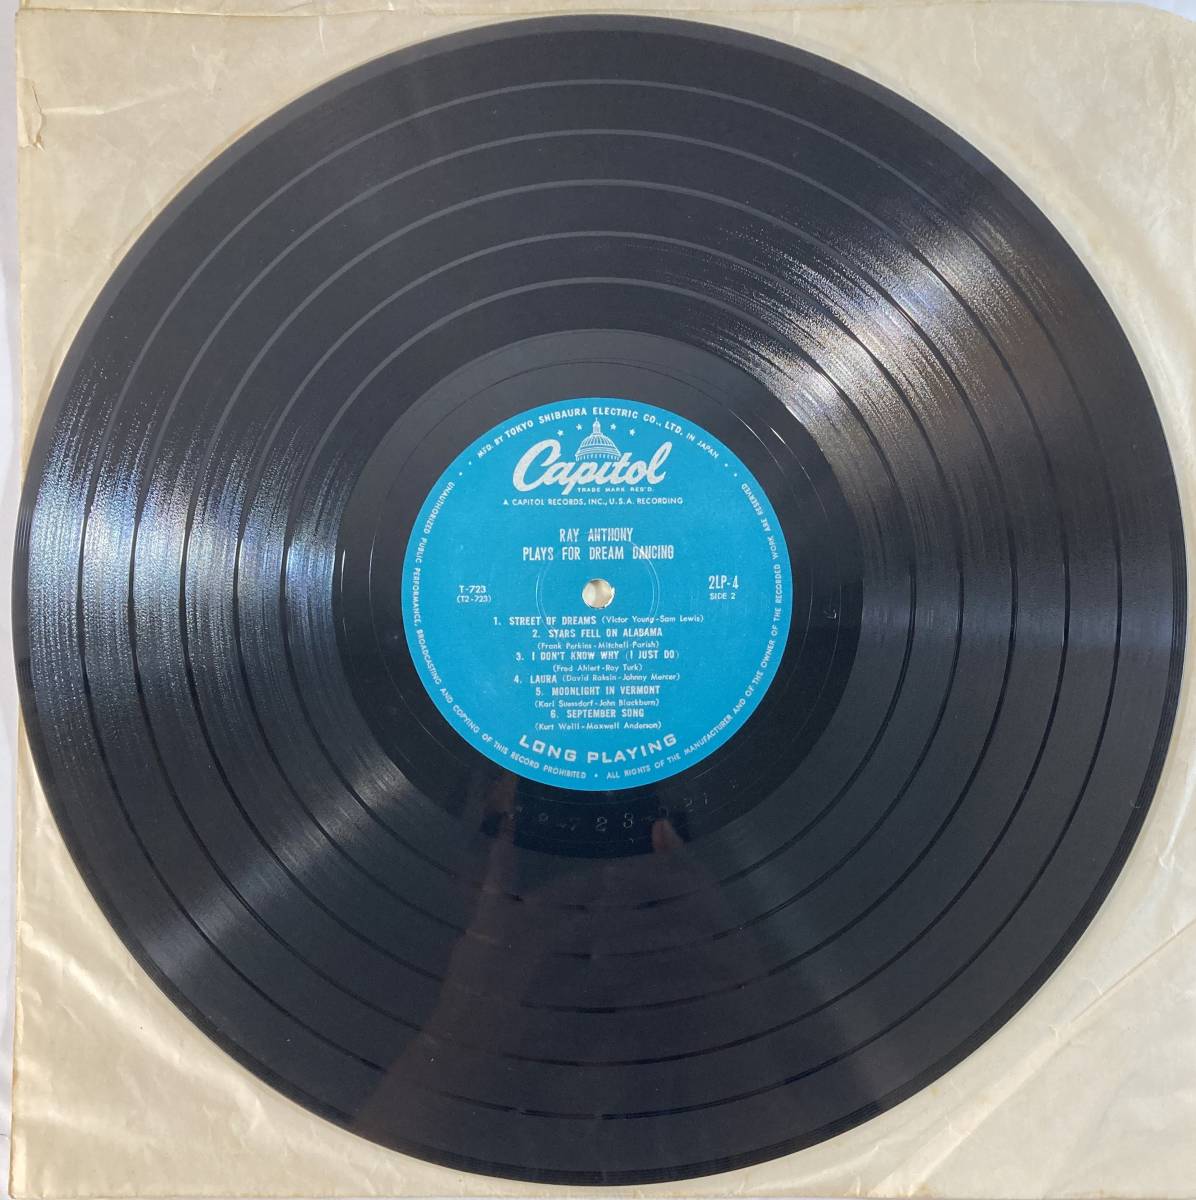 MFD. BY TOKYO SHIBAURA ELECTRIC CO., LTD. IN JAPAN
Capitol
TRADE MARK REG'D.
A CAPITOL RECORDS, INC., U.S.A. RECORDING
RAY ANTHONY
PLAYS FOR DREAM DANCING
T-723
(T2-723)
2LP-4
SIDE 2
1. STREET OF DREAMS (Victor Young-Sam Lewis)
2. STARS FELL ON ALABAMA
(Frank Perkins-Mitchell Parish)
3. I DON'T KNOW WHY (I JUST DO)
(Fred Ahlert-Roy Turk)
4. LAURA (David Raksin-Johnny Mercer)
5. MOONLIGHT IN VERMONT
(Karl Suessdorf-John Blackburn)
6. SEPTEMBER SONG
(Kurt Weill-Maxwell Anderson)
LONG PLAYING
UNAUTHORIZED PUBLIC PERFORMANCE, BROADCASTING AND COPYING OF THIS RECORD PROHIBITED • ALL RIGHTS OF THE MANUFACTURER AND OF THE OWNER OF THE RECORDED WORK ARE RESERVED